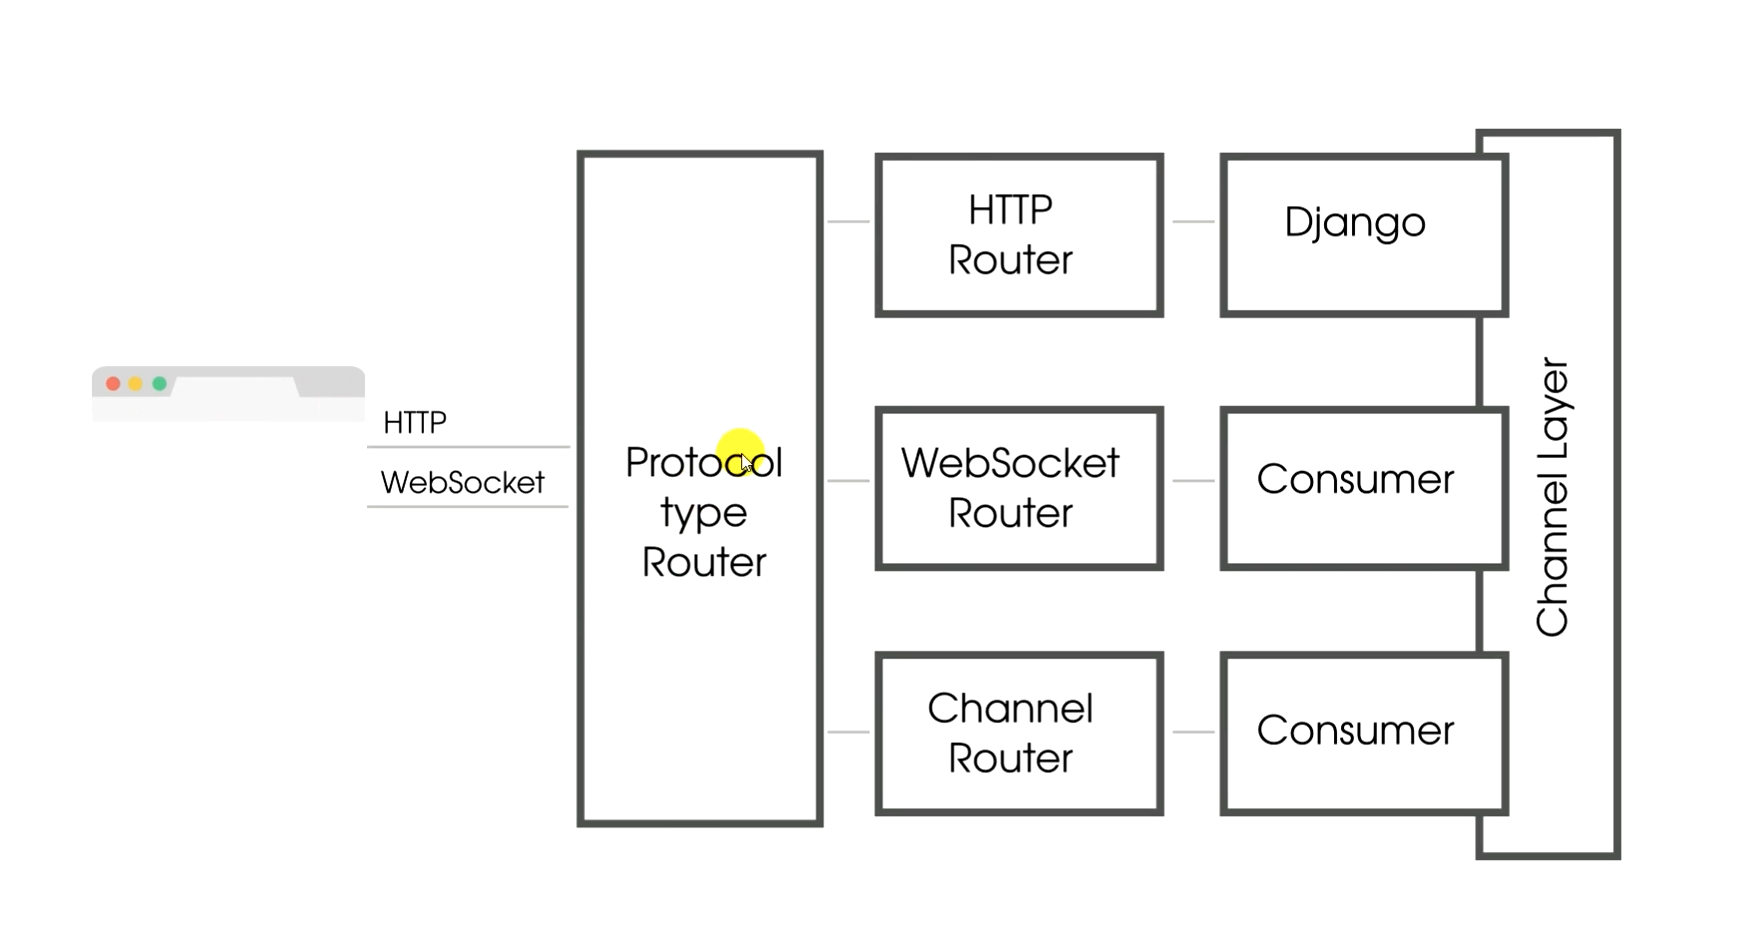 HTTP
WebSocket
Protocol
type
Router
HTTP
Router
Django
WebSocket
Router
Consumer
Channel
Router
Consumer
Channel Layer